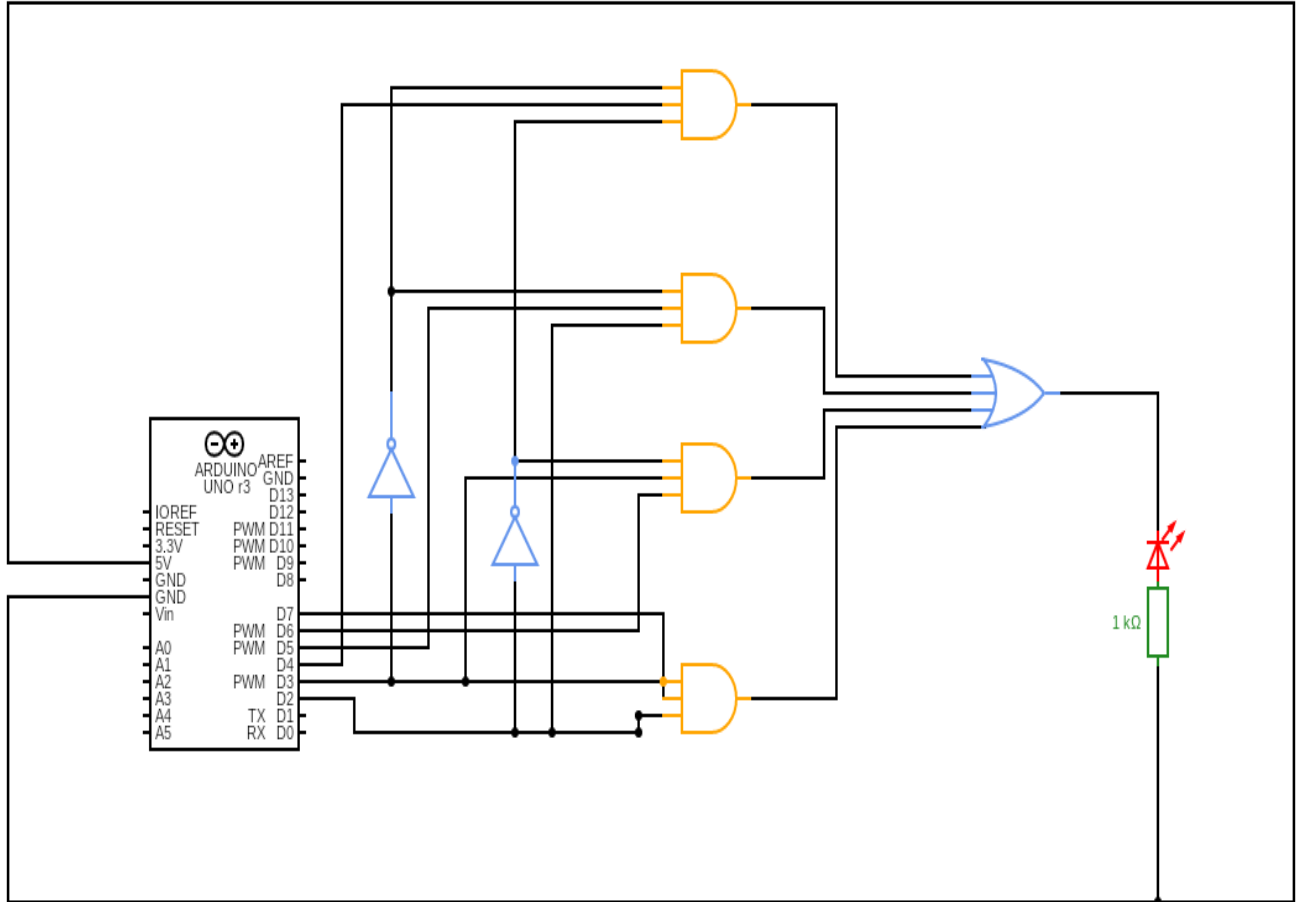 ARDUINO
UNO r3
AREF
GND
D13
IOREF D12
RESET PWM D11
3.3V PWM D10
5V PWM D9
GND D8
GND
Vin D7
PWM D6
A0 PWM D5
A1 D4
A2 PWM D3
A3 D2
A4 TX D1
A5 RX D0
1 kΩ